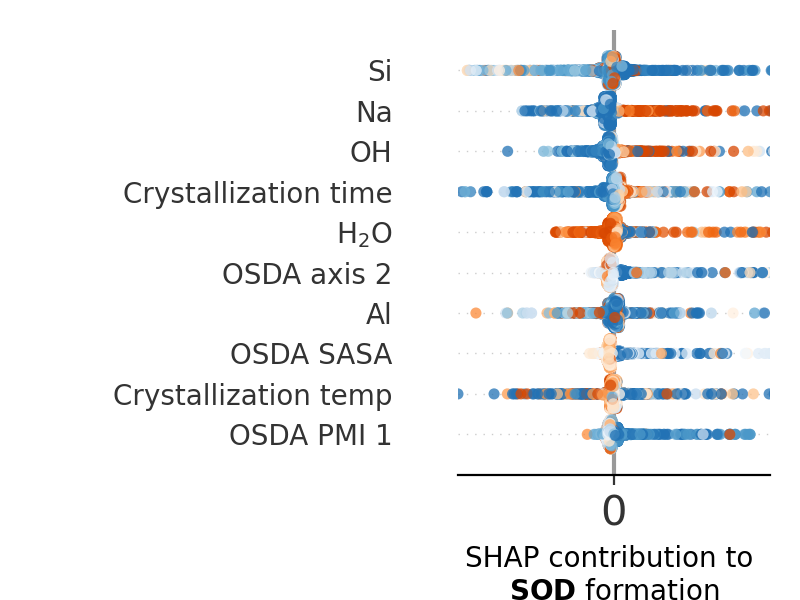 Si
Na
OH
Crystallization time
H₂O
OSDA axis 2
Al
OSDA SASA
Crystallization temp
OSDA PMI 1
0
SHAP contribution to
SOD formation